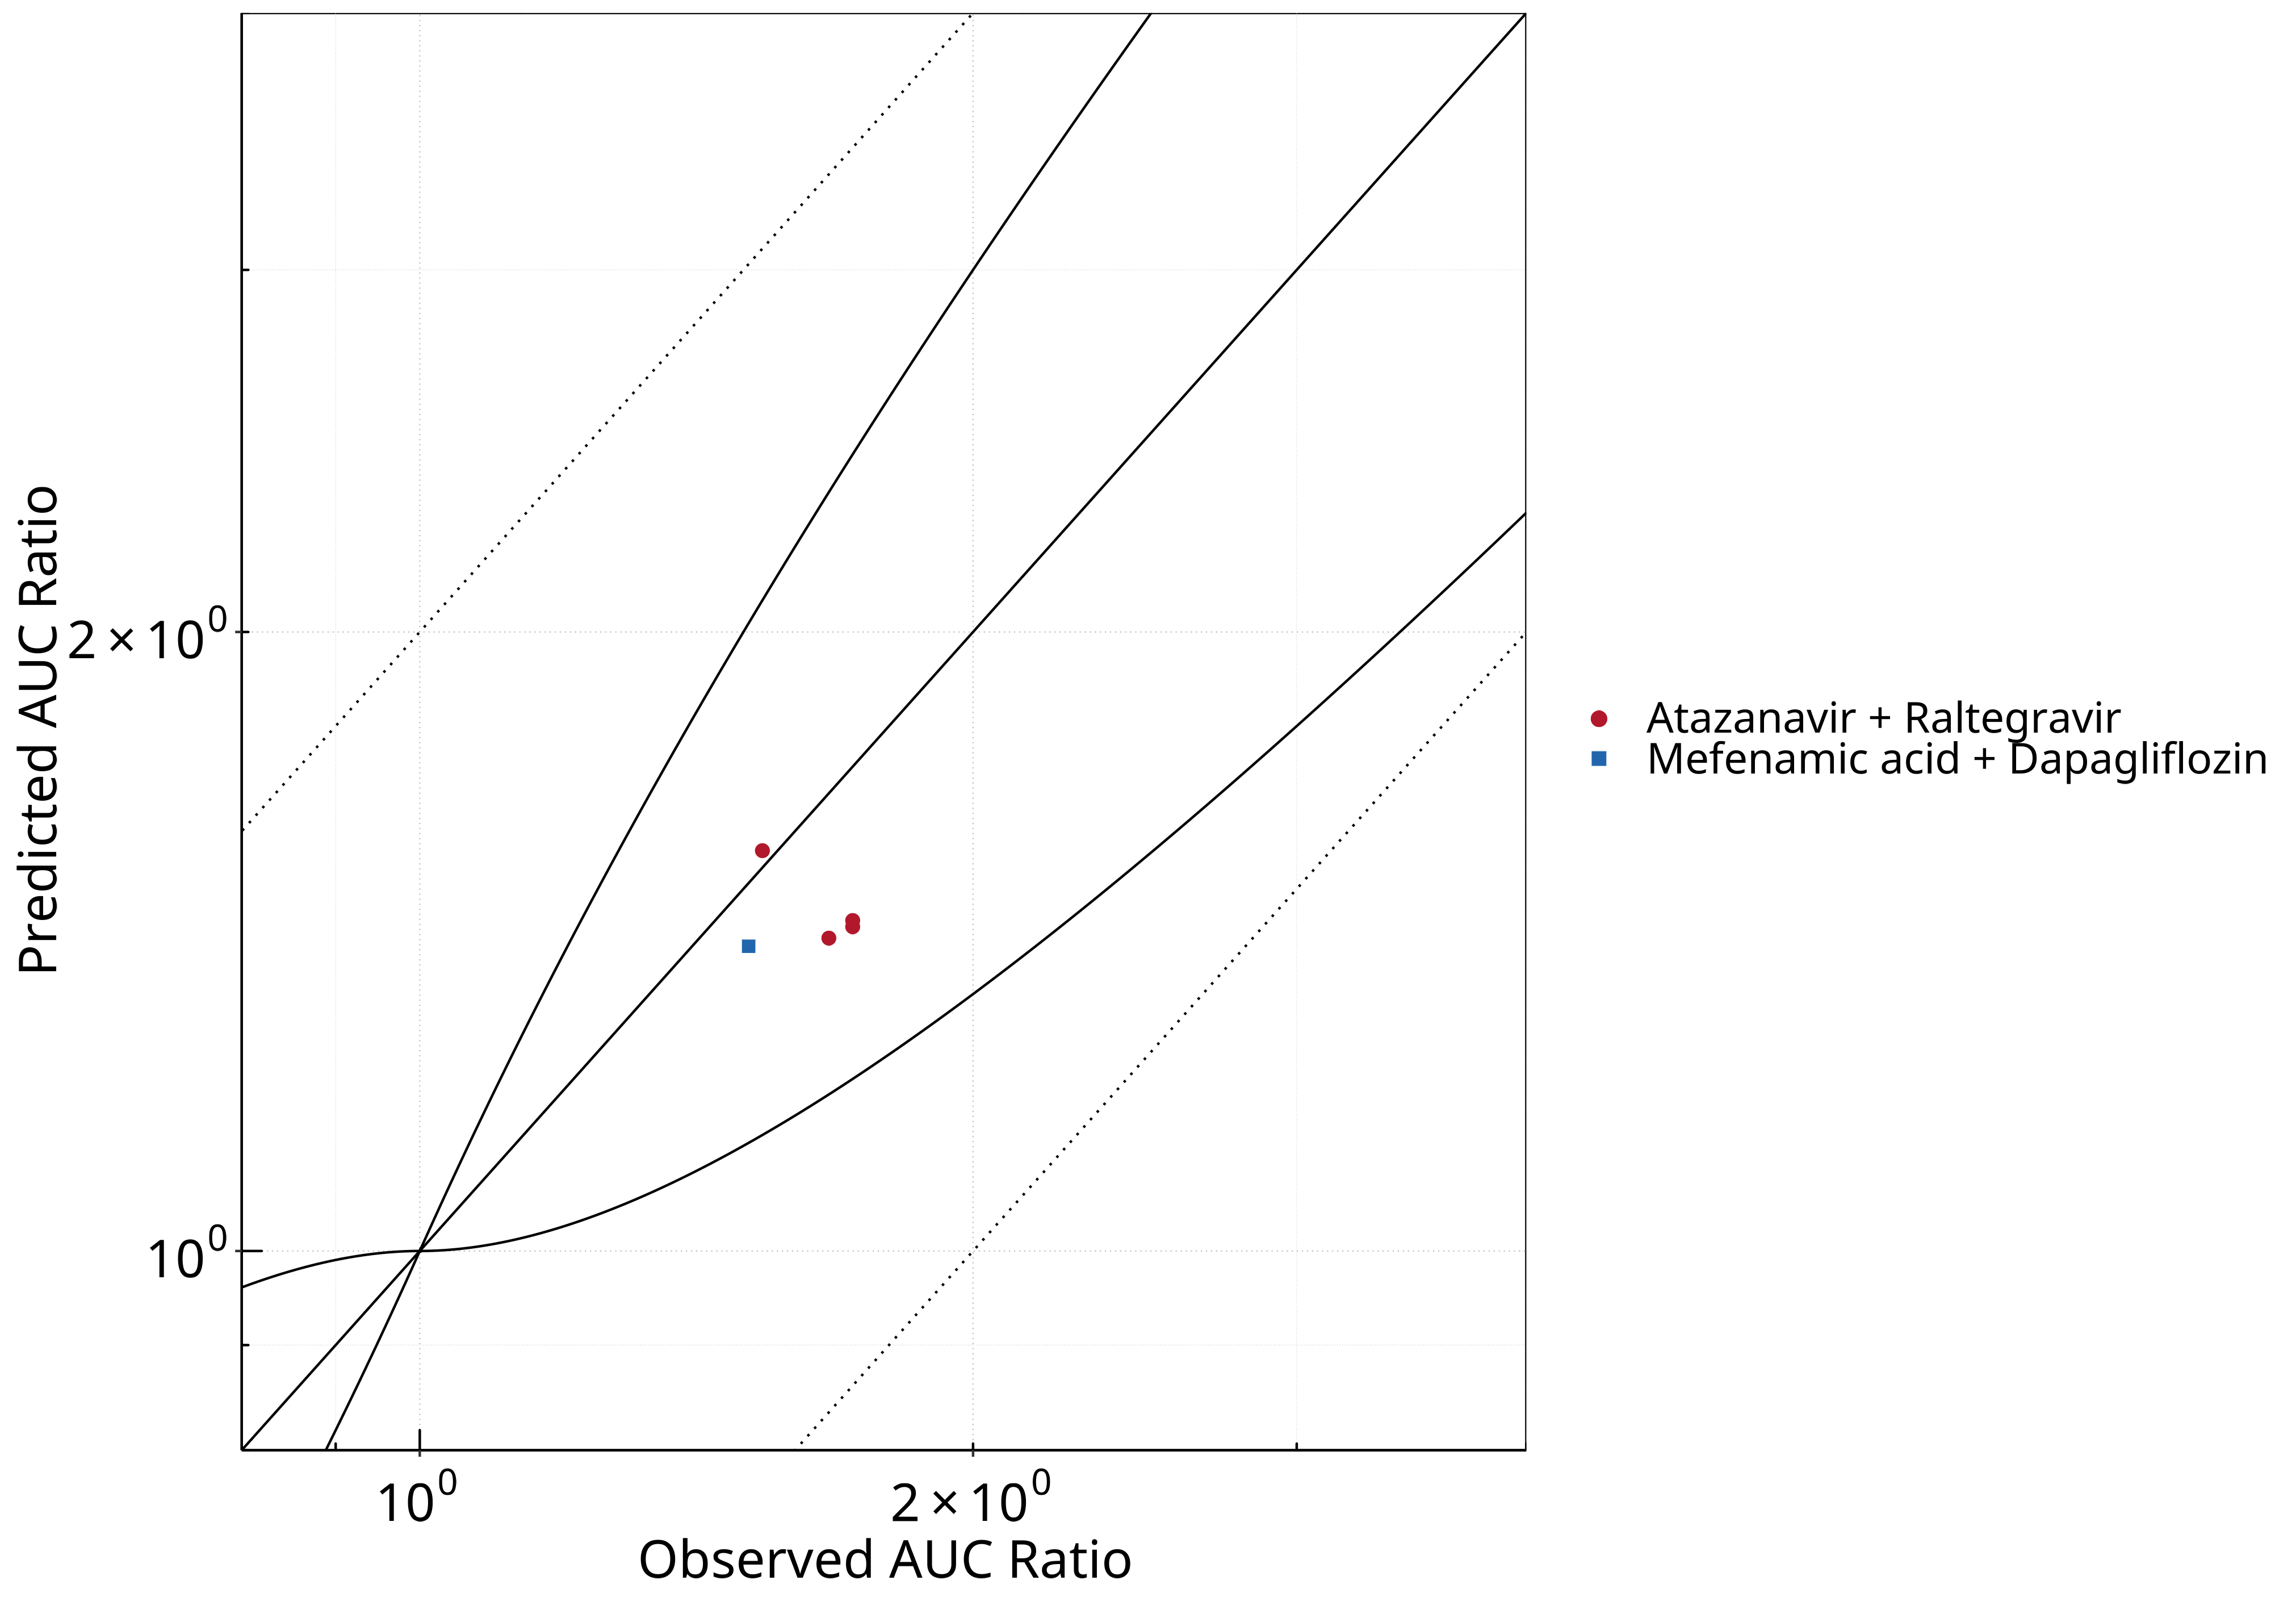 Predicted AUC Ratio
2 × 10⁰
10⁰
10⁰
2 × 10⁰
Observed AUC Ratio
Atazanavir + Raltegravir
Mefenamic acid + Dapagliflozin